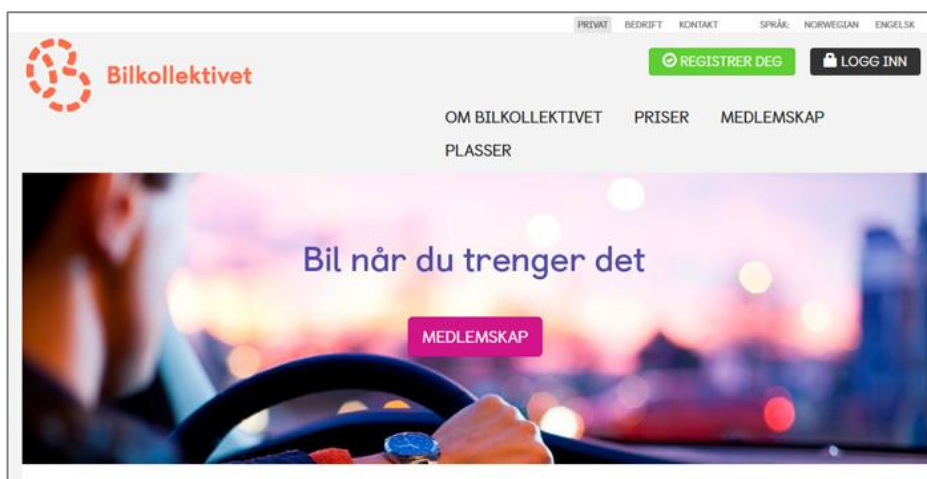 PRIVAT BEDRIFT KONTAKT SPRÅK: NORWEGIAN ENGELSK
Bilkollektivet
REGISTRER DEG LOGG INN
OM BILKOLLEKTIVET PRISER MEDLEMSKAP
PLASSER
Bil når du trenger det
MEDLEMSKAP